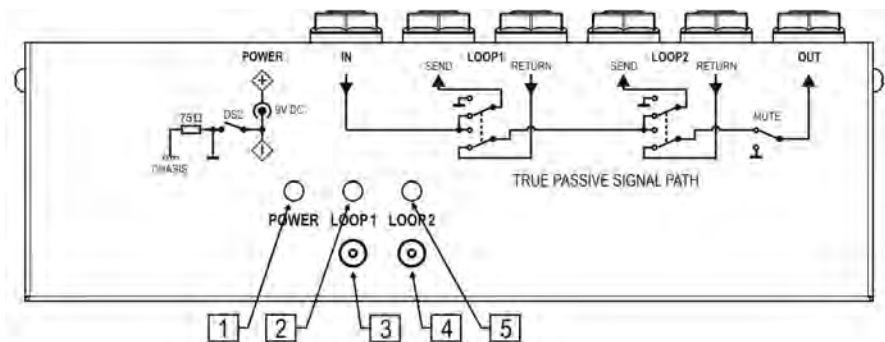 POWER IN LOOP1 LOOP2 OUT
SEND RETURN SEND RETURN
9V DC
75Ω DS2 MUTE
CHASIS
TRUE PASSIVE SIGNAL PATH
POWER LOOP1 LOOP2
1 2 3 4 5